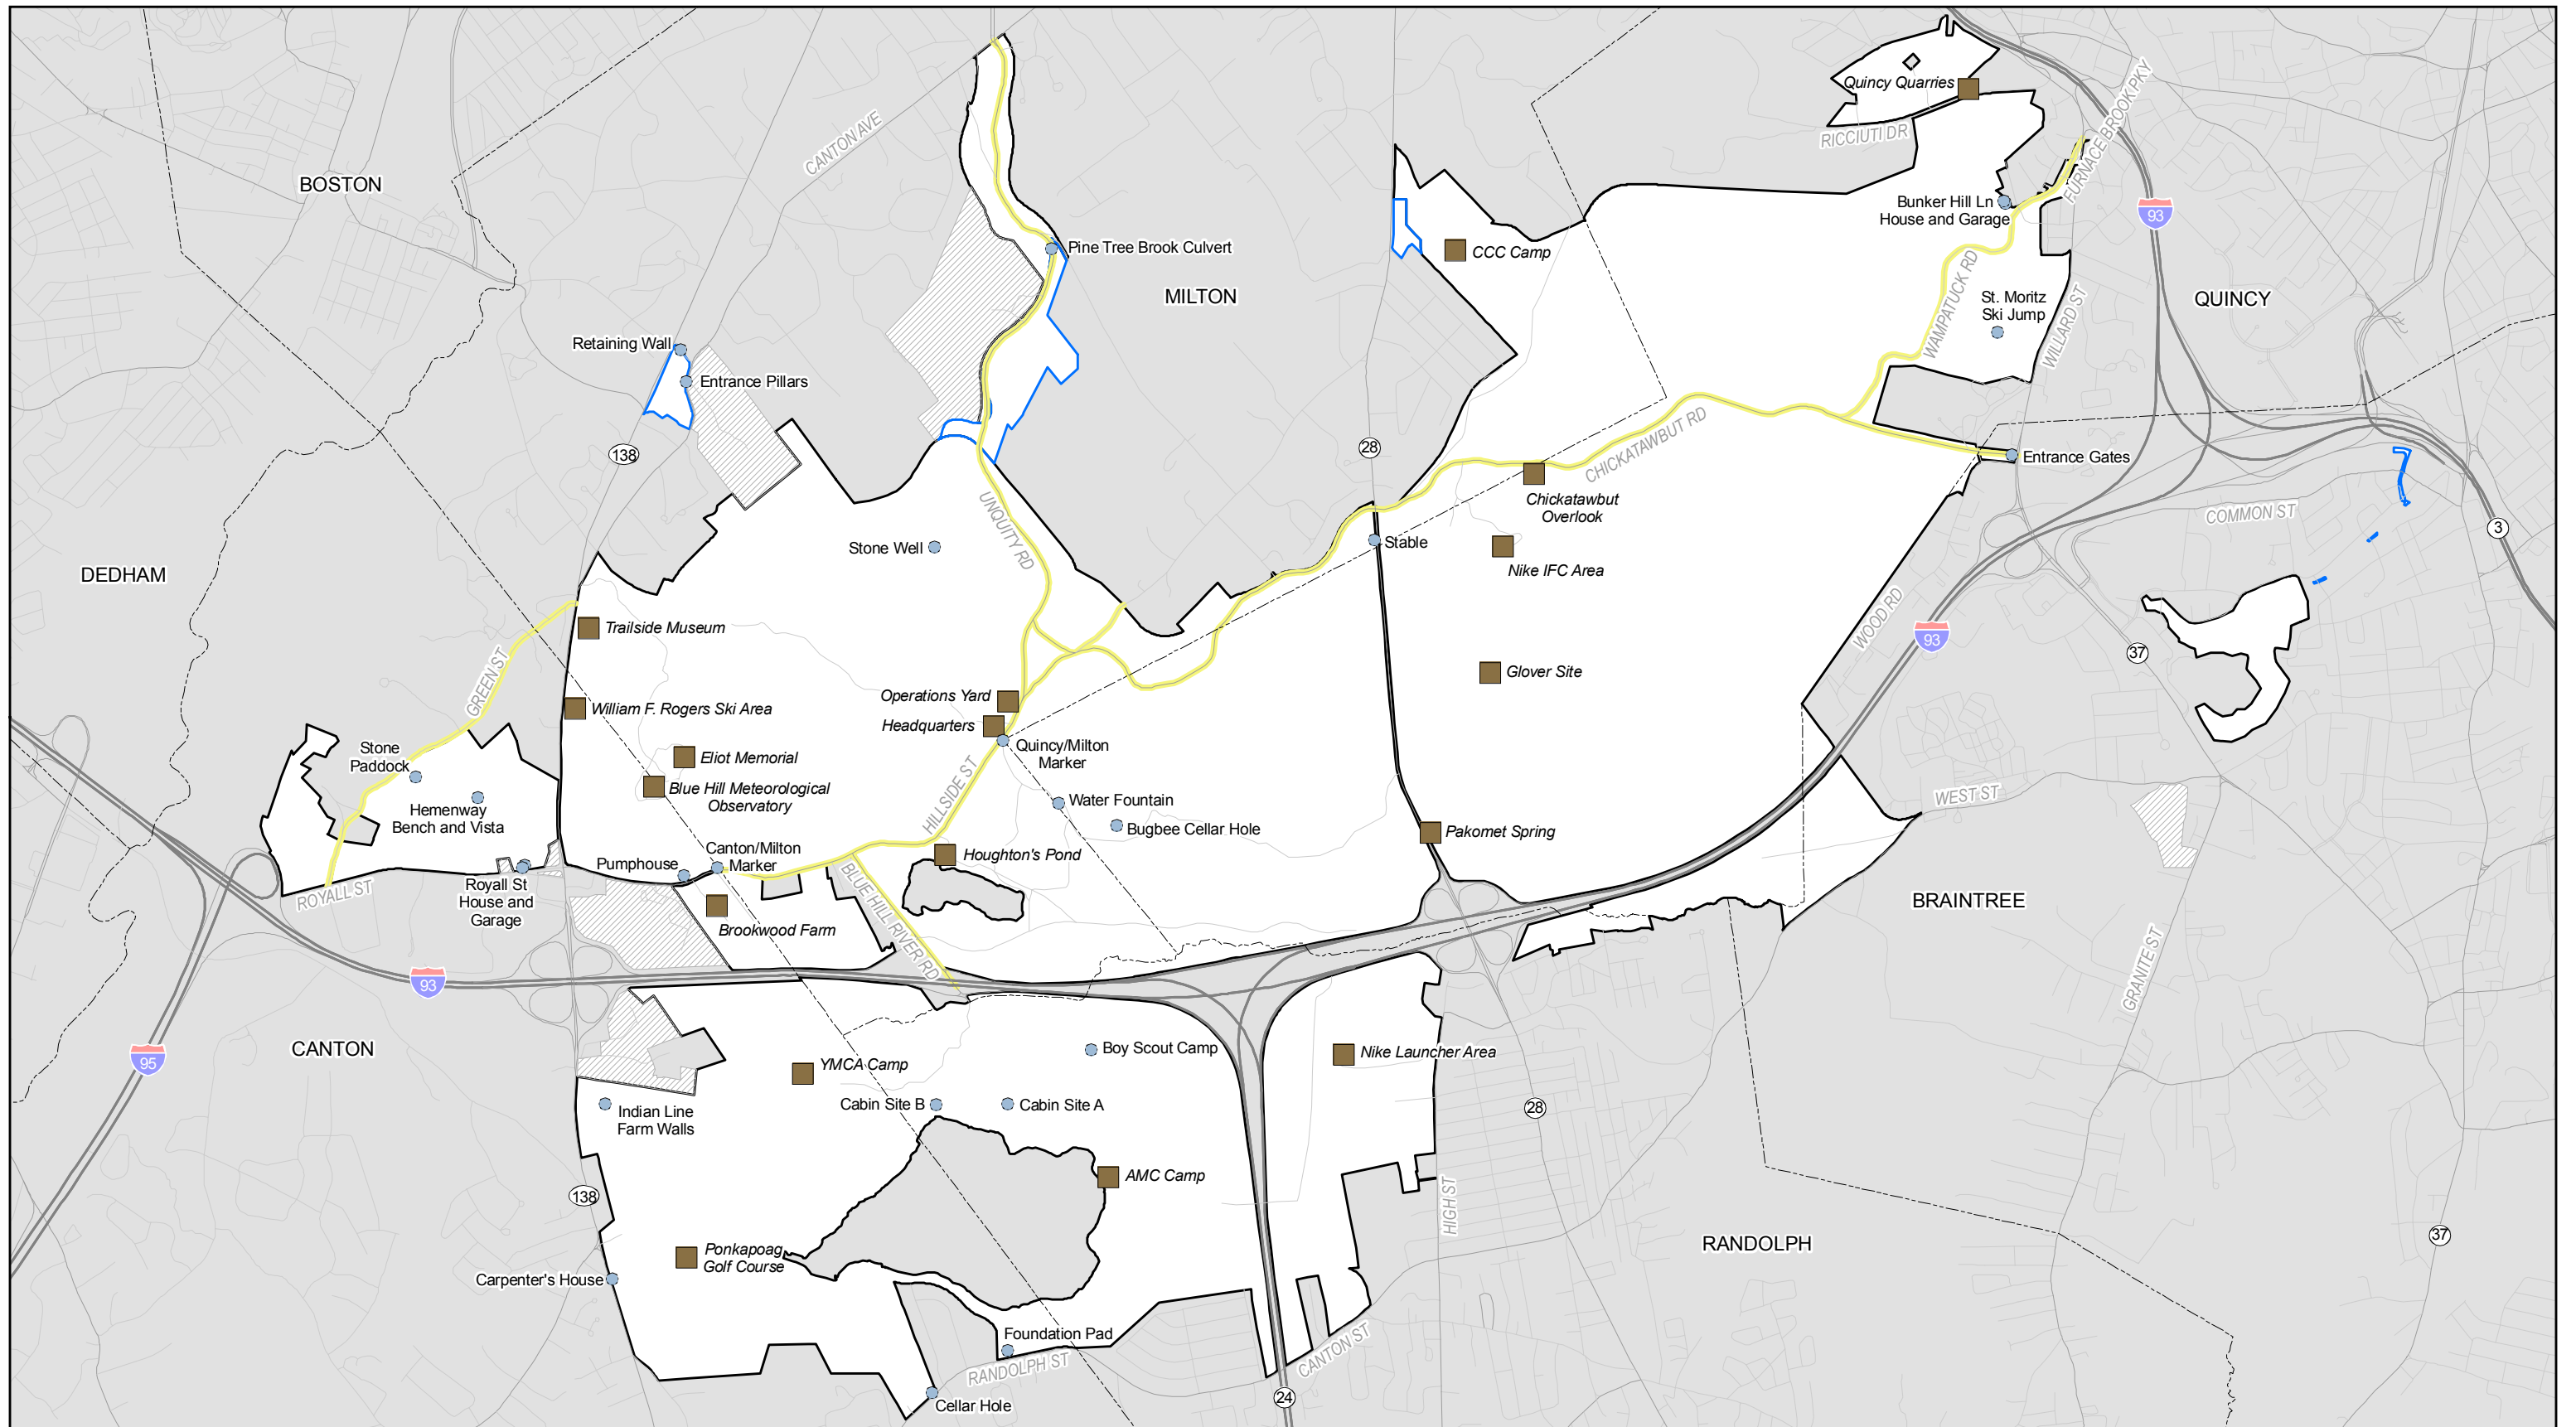 Quincy Quarries
FURNACE BROOK PKY
CANTON AVE
RICCIUTI DR
BOSTON
Bunker Hill Ln
House and Garage
93
Pine Tree Brook Culvert
CCC Camp
MILTON
WAMPATUCK RD
St. Moritz
Ski Jump
QUINCY
WILLARD ST
Retaining Wall
Entrance Pillars
CHICKATAWBUT RD
138
28
Entrance Gates
Chickatawbut
Overlook
COMMON ST
3
UNQUITY RD
Stone Well
Stable
Nike IFC Area
DEDHAM
WOOD RD
93
37
Trailside Museum
GREEN ST
Glover Site
Operations Yard
William F. Rogers Ski Area
Headquarters
Stone
Paddock
Quincy/Milton
Marker
Eliot Memorial
Blue Hill Meteorological
Observatory
HILLSIDE ST
Water Fountain
WEST ST
Hemenway
Bench and Vista
Bugbee Cellar Hole
Pakomet Spring
Canton/Milton
Marker
Houghton's Pond
Pumphouse
ROYALL ST
Royall St
House and
Garage
BLUE HILL RIVER RD
BRAINTREE
Brookwood Farm
GRANITE ST
93
CANTON
95
YMCA Camp
Boy Scout Camp
Nike Launcher Area
Indian Line
Farm Walls
Cabin Site B
Cabin Site A
28
AMC Camp
138
HIGH ST
RANDOLPH
37
Ponkapoag
Golf Course
Carpenter's House
Foundation Pad
RANDOLPH ST
CANTON ST
24
Cellar Hole